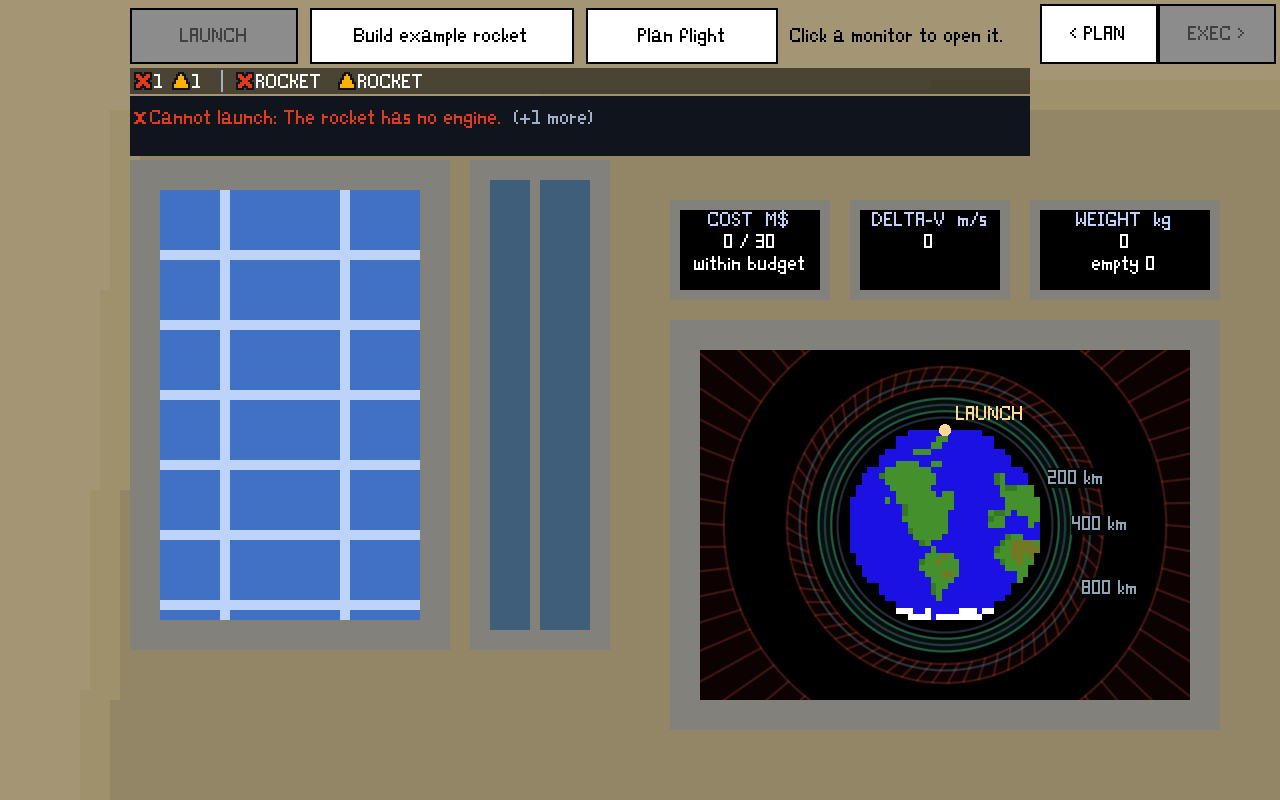 LAUNCH
Build example rocket
Plan flight
Click a monitor to open it.
< PLAN
EXEC >
1 1 | ROCKET ROCKET
Cannot launch: The rocket has no engine. (+1 more)
COST M$
0 / 30
within budget
DELTA-V m/s
0
WEIGHT kg
0
empty 0
LAUNCH
200 km
400 km
800 km